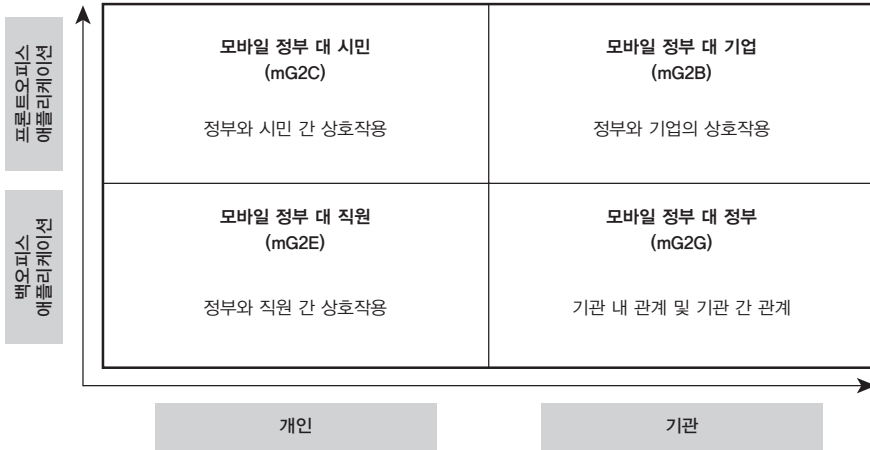 프론트오피스
애플리케이션
모바일 정부 대 시민
(mG2C)
정부와 시민 간 상호작용
모바일 정부 대 기업
(mG2B)
정부와 기업의 상호작용
백오피스
애플리케이션
모바일 정부 대 직원
(mG2E)
정부와 직원 간 상호작용
모바일 정부 대 정부
(mG2G)
기관 내 관계 및 기관 간 관계
개인
기관